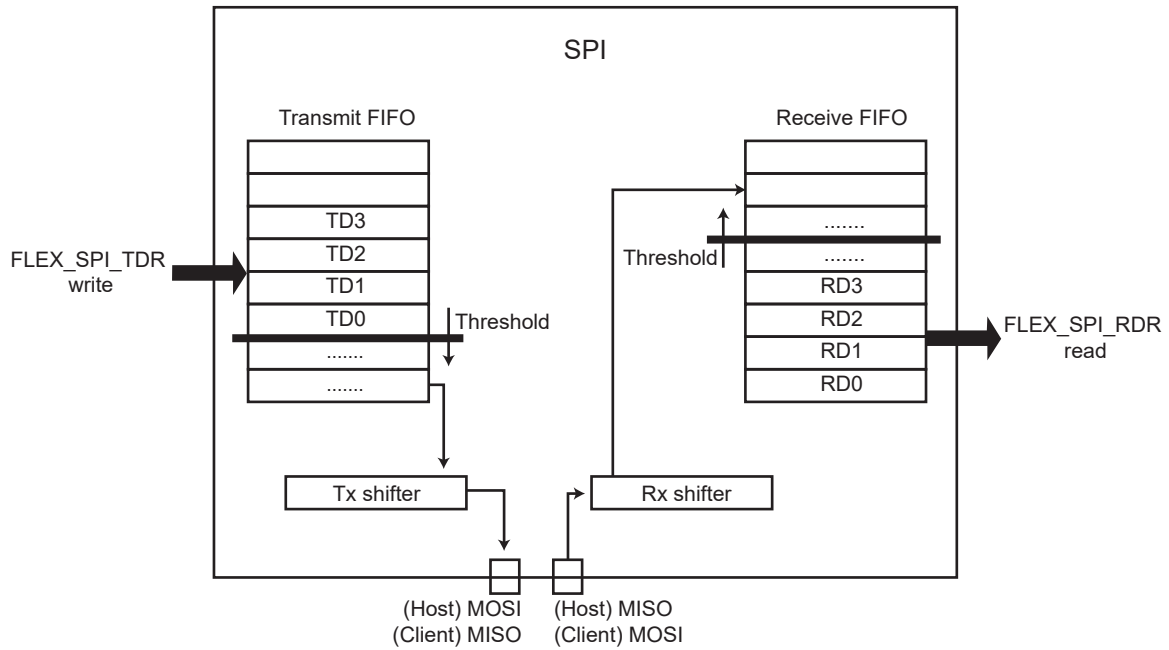 SPI
Transmit FIFO
Receive FIFO
TD3
TD2
TD1
TD0
.......
.......
FLEX_SPI_TDR
write
Threshold
.......
.......
RD3
RD2
RD1
RD0
Threshold
FLEX_SPI_RDR
read
Tx shifter
Rx shifter
(Host) MOSI
(Client) MISO
(Host) MISO
(Client) MOSI